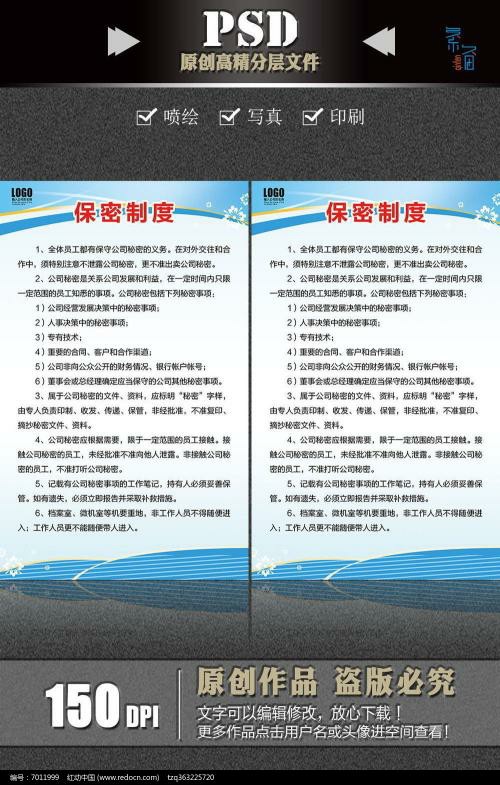 PSD
原创高精分层文件
喷绘 写真 印刷
LOGO
保密制度
1、全体员工都有保守公司秘密的义务。在对外交往和合
作中，须特别注意不泄露公司秘密，更不准出卖公司秘密。
2、公司秘密是关系公司发展和利益，在一定时间内只限
一定范围的员工知悉的事项。公司秘密包括下列秘密事项：
1）公司经营发展决策中的秘密事项；
2）人事决策中的秘密事项；
3）专有技术；
4）重要的合同、客户和合作渠道；
5）公司非向公众公开的财务情况、银行帐户帐号；
6）董事会或总经理确定应当保守的公司其他秘密事项。
3、属于公司秘密的文件、资料，应标明“秘密”字样，
由专人负责印制、收发、传递、保管，非经批准，不准复印、
摘抄秘密文件、资料。
4、公司秘密应根据需要，限于一定范围的员工接触。接
触公司秘密的员工，未经批准不准向他人泄露。非接触公司秘
密的员工，不准打听公司秘密。
5、记载有公司秘密事项的工作笔记，持有人必须妥善保
管。如有遗失，必须立即报告并采取补救措施。
6、档案室、微机室等机要重地，非工作人员不得随便进
入；工作人员更不能随便带人进入。
LOGO
保密制度
1、全体员工都有保守公司秘密的义务。在对外交往和合
作中，须特别注意不泄露公司秘密，更不准出卖公司秘密。
2、公司秘密是关系公司发展和利益，在一定时间内只限
一定范围的员工知悉的事项。公司秘密包括下列秘密事项：
1）公司经营发展决策中的秘密事项；
2）人事决策中的秘密事项；
3）专有技术；
4）重要的合同、客户和合作渠道；
5）公司非向公众公开的财务情况、银行帐户帐号；
6）董事会或总经理确定应当保守的公司其他秘密事项。
3、属于公司秘密的文件、资料，应标明“秘密”字样，
由专人负责印制、收发、传递、保管，非经批准，不准复印、
摘抄秘密文件、资料。
4、公司秘密应根据需要，限于一定范围的员工接触。接
触公司秘密的员工，未经批准不准向他人泄露。非接触公司秘
密的员工，不准打听公司秘密。
5、记载有公司秘密事项的工作笔记，持有人必须妥善保
管。如有遗失，必须立即报告并采取补救措施。
6、档案室、微机室等机要重地，非工作人员不得随便进
入；工作人员更不能随便带人进入。
150 DPI
原创作品 盗版必究
文字可以编辑修改，放心下载！
更多作品点击用户名或头像进空间查看！
编号：7011999 红动中国 (www.redocn.com) tzq363225720